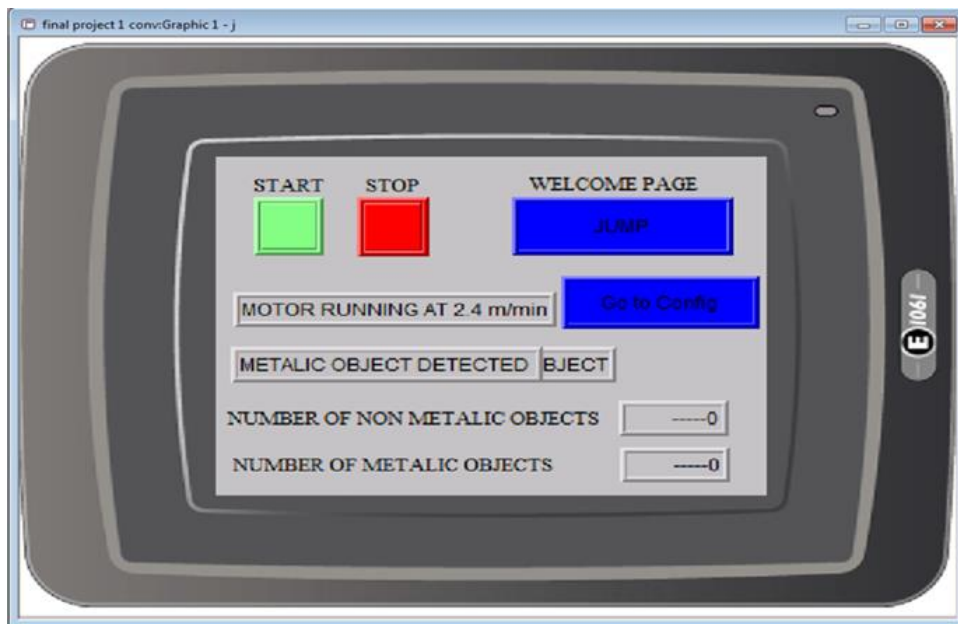 final project 1 conv:Graphic 1 - j
START STOP WELCOME PAGE
JUMP
MOTOR RUNNING AT 2.4 m/min Go to Config
METALIC OBJECT DETECTED BJECT
NUMBER OF NON METALIC OBJECTS -----0
NUMBER OF METALIC OBJECTS -----0
E1061